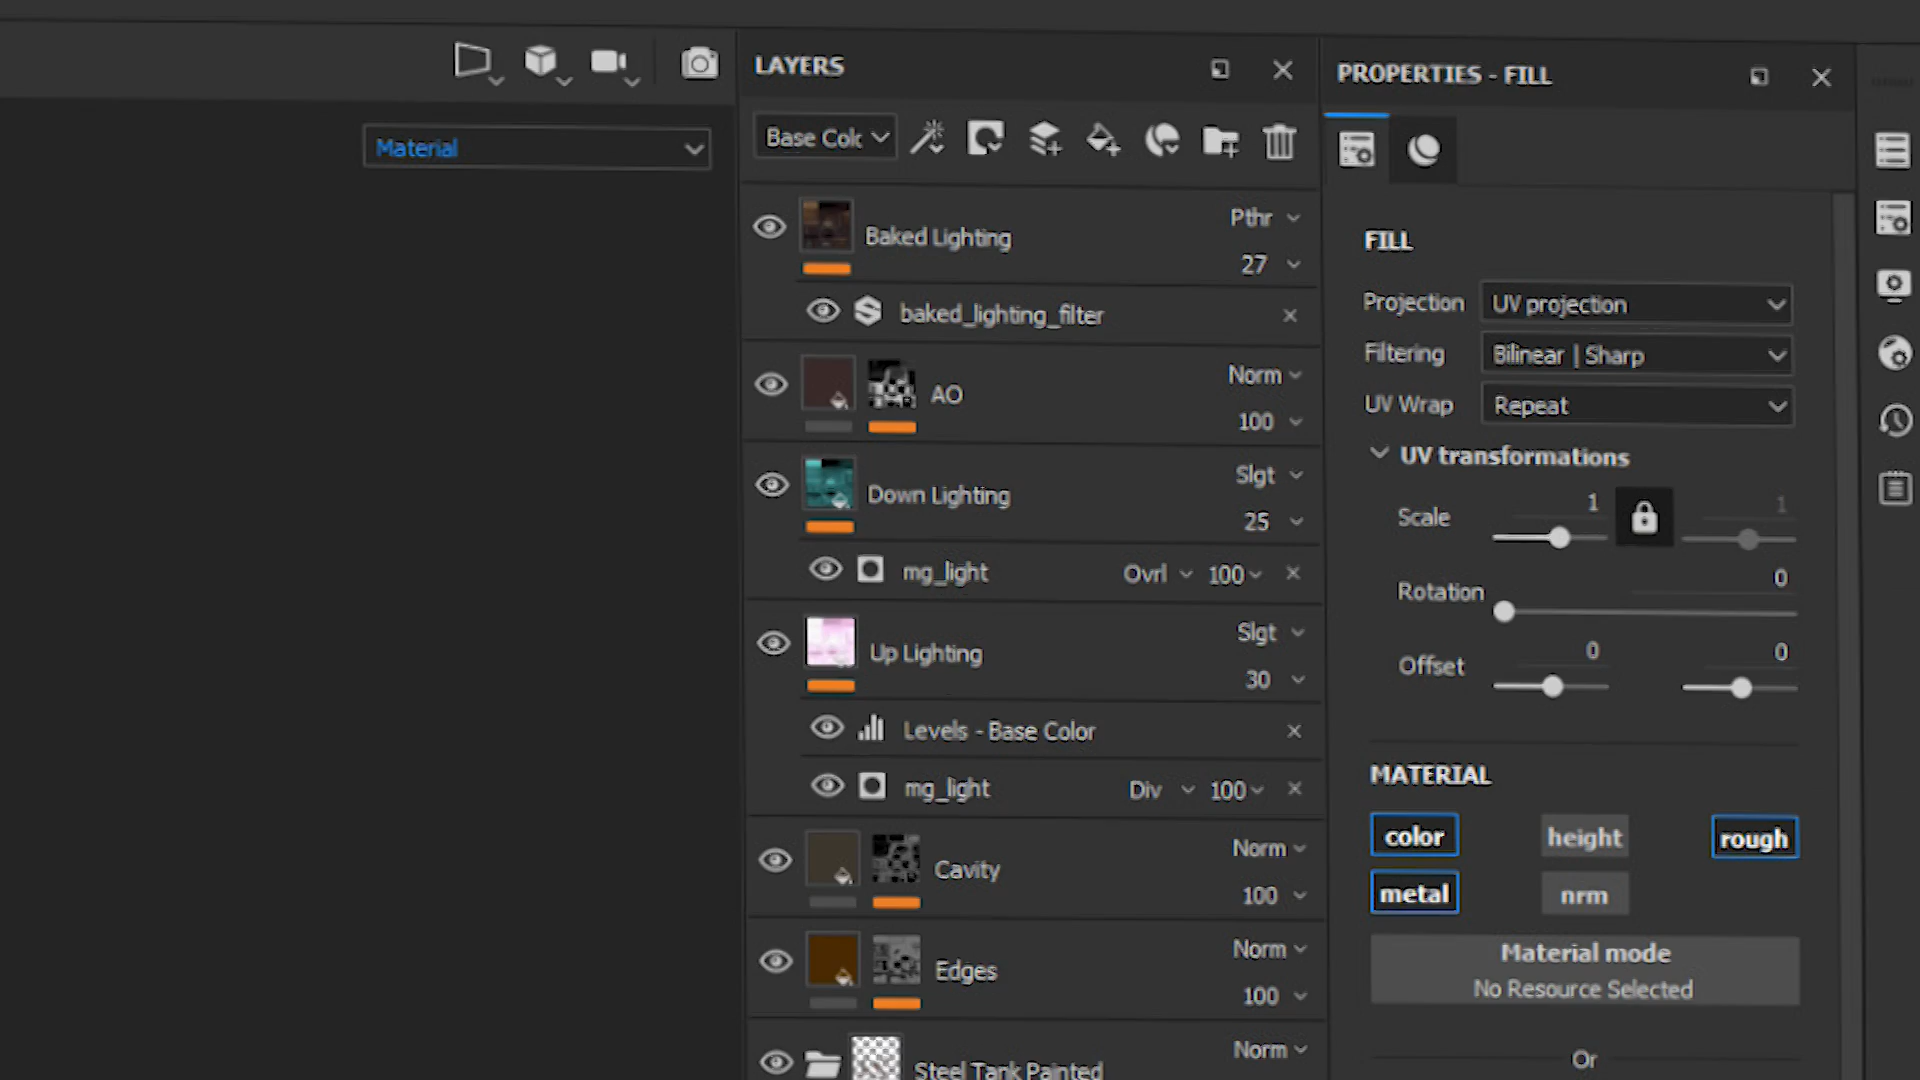 Material
LAYERS
Base Col
Baked Lighting
Pthr
27
baked_lighting_filter
AO
Norm
100
Down Lighting
Slgt
25
mg_light
Ovrl
100
Up Lighting
Slgt
30
Levels - Base Color
mg_light
Div
100
Cavity
Norm
100
Edges
Norm
100
Steel Tank Painted
Norm
PROPERTIES - FILL
FILL
Projection
UV projection
Filtering
Bilinear | Sharp
UV Wrap
Repeat
UV transformations
Scale
1
1
Rotation
0
Offset
0
0
MATERIAL
color
height
rough
metal
nrm
Material mode
No Resource Selected
Or